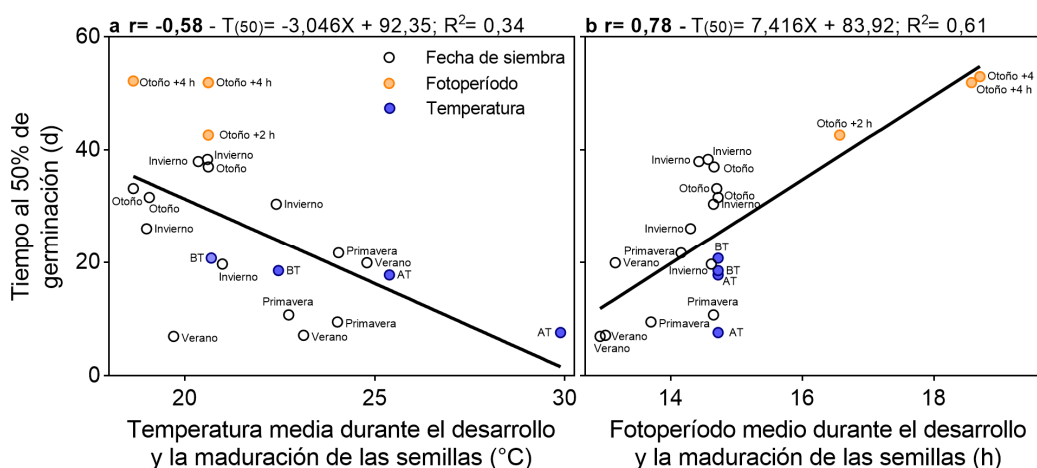 a r= -0,58 - T(50)= -3,046X + 92,35; R²= 0,34
b r= 0,78 - T(50)= 7,416X + 83,92; R²= 0,61
Tiempo al 50% de
germinación (d)
60
40
20
0
Fecha de siembra
Fotoperíodo
Temperatura
Otoño +4 h
Otoño +4 h
Otoño +2 h
Invierno
Invierno
Otoño
Otoño
Otoño
Invierno
Invierno
BT
Invierno
BT
Primavera
Verano
AT
Primavera
Primavera
Verano
Verano
AT
20
25
30
Temperatura media durante el desarrollo
y la maduración de las semillas (°C)
Otoño +4
Otoño +4 h
Otoño +2 h
Invierno
Invierno
Otoño
Otoño
Otoño
Invierno
Invierno
Primavera
BT
Verano
Invierno
BT
AT
Primavera
Primavera
AT
Verano
14
16
18
Fotoperíodo medio durante el desarrollo
y la maduración de las semillas (h)